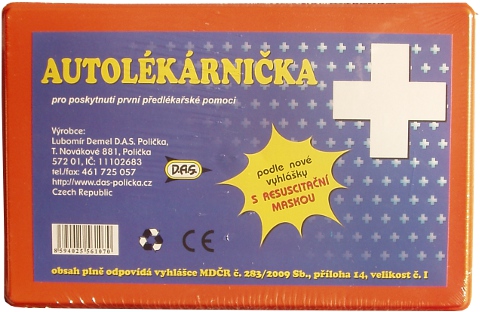 AUTOLÉKÁRNIČKA
pro poskytnutí první předlékařské pomoci
Výrobce:
Lubomír Demel D.A.S. Polička,
T. Novákové 881, Polička
572 01, IČ: 11102683
tel./fax: 461 725 057
http://www.das-policka.cz
Czech Republic
D.A.S.
podle nové
vyhlášky
S RESUSCITAČNÍ
MASKOU
CE
8594025561070
obsah plně odpovídá vyhlášce MDČR č. 283/2009 Sb., příloha 14, velikost č. I